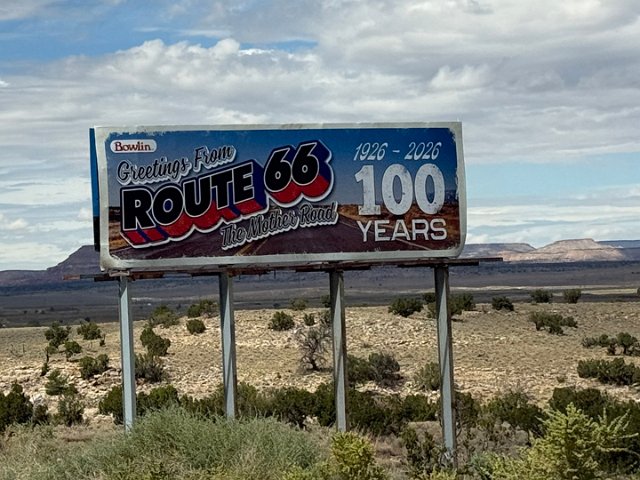 Bowlin
Greetings From
ROUTE 66
The Mother Road
1926 - 2026
100
YEARS